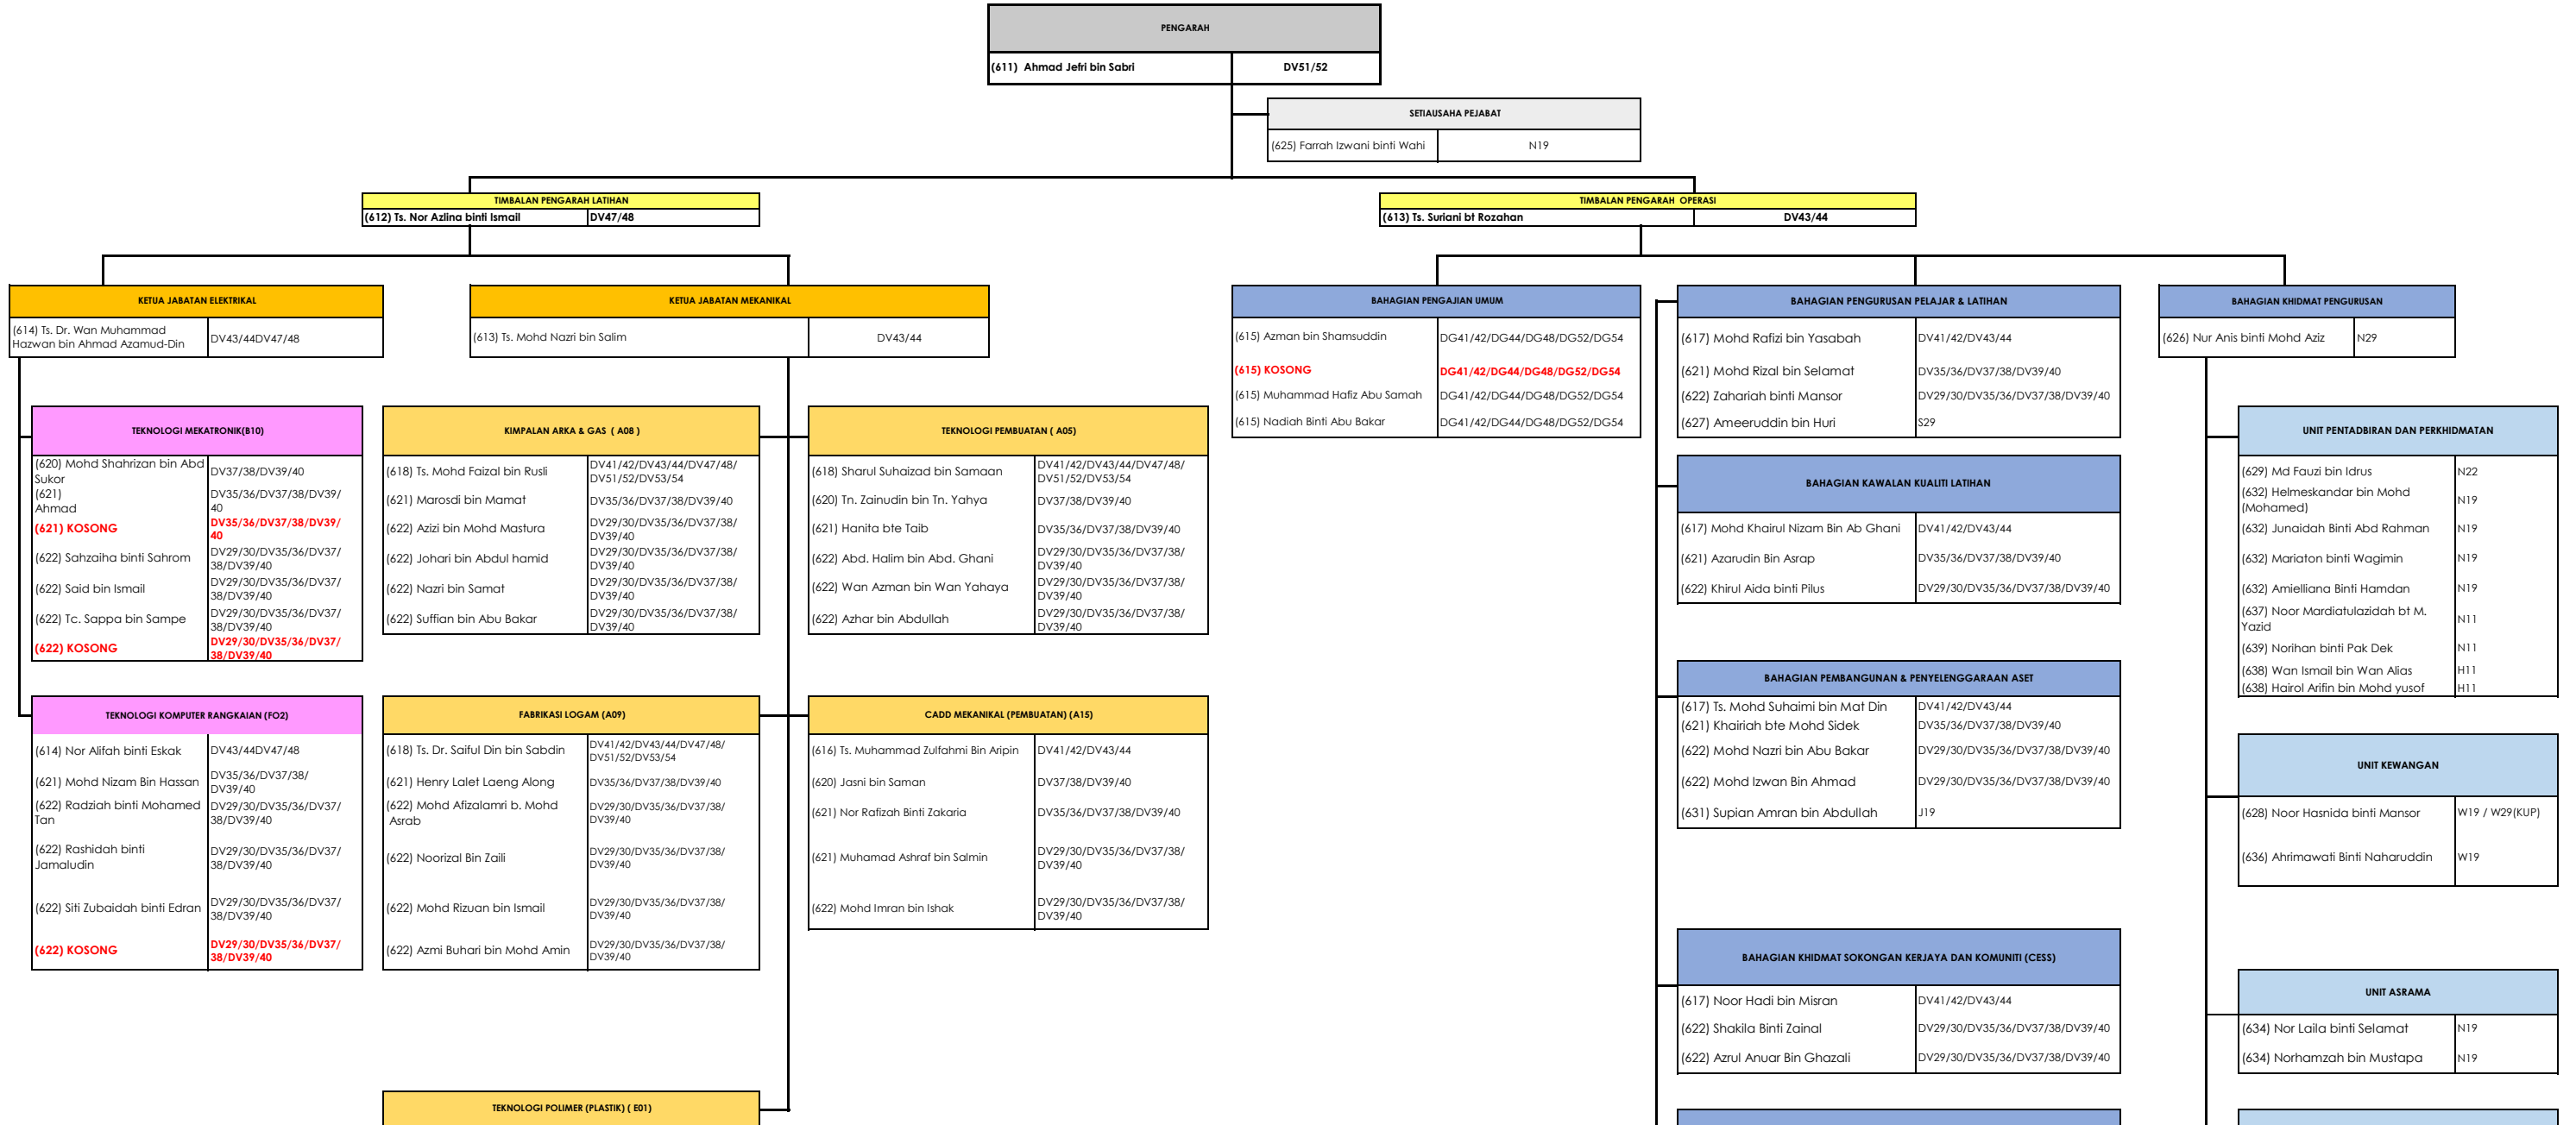 PENGARAH
(611) Ahmad Jefri bin Sabri DV51/52
SETIAUSAHA PEJABAT
(625) Farrah Izwani binti Wahi N19
TIMBALAN PENGARAH LATIHAN
(612) Ts. Nor Azlina binti Ismail DV47/48
TIMBALAN PENGARAH OPERASI
(613) Ts. Suriani bt Rozahan DV43/44
KETUA JABATAN ELEKTRIKAL
(614) Ts. Dr. Wan Muhammad
Hazwan bin Ahmad Azamud-Din DV43/44DV47/48
KETUA JABATAN MEKANIKAL
(613) Ts. Mohd Nazri bin Salim DV43/44
TEKNOLOGI MEKATRONIK(B10)
(620) Mohd Shahrizan bin Abd
Sukor DV37/38/DV39/40
(621)
Ahmad DV35/36/DV37/38/DV39/
40
(621) KOSONG DV35/36/DV37/38/DV39/
40
(622) Sahzaiha binti Sahrom DV29/30/DV35/36/DV37/
38/DV39/40
(622) Said bin Ismail DV29/30/DV35/36/DV37/
38/DV39/40
(622) Tc. Sappa bin Sampe DV29/30/DV35/36/DV37/
38/DV39/40
(622) KOSONG DV29/30/DV35/36/DV37/
38/DV39/40
TEKNOLOGI KOMPUTER RANGKAIAN (FO2)
(614) Nor Alifah binti Eskak DV43/44DV47/48
(621) Mohd Nizam Bin Hassan DV35/36/DV37/38/
DV39/40
(622) Radziah binti Mohamed
Tan DV29/30/DV35/36/DV37/
38/DV39/40
(622) Rashidah binti
Jamaludin DV29/30/DV35/36/DV37/
38/DV39/40
(622) Siti Zubaidah binti Edran DV29/30/DV35/36/DV37/
38/DV39/40
(622) KOSONG DV29/30/DV35/36/DV37/
38/DV39/40
KIMPALAN ARKA & GAS ( A08 )
(618) Ts. Mohd Faizal bin Rusli DV41/42/DV43/44/DV47/48/
DV51/52/DV53/54
(621) Marosdi bin Mamat DV35/36/DV37/38/DV39/40
(622) Azizi bin Mohd Mastura DV29/30/DV35/36/DV37/38/
DV39/40
(622) Johari bin Abdul hamid DV29/30/DV35/36/DV37/38/
DV39/40
(622) Nazri bin Samat DV29/30/DV35/36/DV37/38/
DV39/40
(622) Suffian bin Abu Bakar DV29/30/DV35/36/DV37/38/
DV39/40
TEKNOLOGI PEMBUATAN ( A05)
(618) Sharul Suhaizad bin Samaan DV41/42/DV43/44/DV47/48/
DV51/52/DV53/54
(620) Tn. Zainudin bin Tn. Yahya DV37/38/DV39/40
(621) Hanita bte Taib DV35/36/DV37/38/DV39/40
(622) Abd. Halim bin Abd. Ghani DV29/30/DV35/36/DV37/38/
DV39/40
(622) Wan Azman bin Wan Yahaya DV29/30/DV35/36/DV37/38/
DV39/40
(622) Azhar bin Abdullah DV29/30/DV35/36/DV37/38/
DV39/40
FABRIKASI LOGAM (A09)
(618) Ts. Dr. Saiful Din bin Sabdin DV41/42/DV43/44/DV47/48/
DV51/52/DV53/54
(621) Henry Lalet Laeng Along DV35/36/DV37/38/DV39/40
(622) Mohd Afizalamri b. Mohd
Asrab DV29/30/DV35/36/DV37/38/
DV39/40
(622) Noorizal Bin Zaili DV29/30/DV35/36/DV37/38/
DV39/40
(622) Mohd Rizuan bin Ismail DV29/30/DV35/36/DV37/38/
DV39/40
(622) Azmi Buhari bin Mohd Amin DV29/30/DV35/36/DV37/38/
DV39/40
CADD MEKANIKAL (PEMBUATAN) (A15)
(616) Ts. Muhammad Zulfahmi Bin Aripin DV41/42/DV43/44
(620) Jasni bin Saman DV37/38/DV39/40
(621) Nor Rafizah Binti Zakaria DV35/36/DV37/38/DV39/40
(621) Muhamad Ashraf bin Salmin DV29/30/DV35/36/DV37/38/
DV39/40
(622) Mohd Imran bin Ishak DV29/30/DV35/36/DV37/38/
DV39/40
TEKNOLOGI POLIMER (PLASTIK) ( E01)
BAHAGIAN PENGAJIAN UMUM
(615) Azman bin Shamsuddin DG41/42/DG44/DG48/DG52/DG54
(615) KOSONG DG41/42/DG44/DG48/DG52/DG54
(615) Muhammad Hafiz Abu Samah DG41/42/DG44/DG48/DG52/DG54
(615) Nadiah Binti Abu Bakar DG41/42/DG44/DG48/DG52/DG54
BAHAGIAN PENGURUSAN PELAJAR & LATIHAN
(617) Mohd Rafizi bin Yasabah DV41/42/DV43/44
(621) Mohd Rizal bin Selamat DV35/36/DV37/38/DV39/40
(622) Zahariah binti Mansor DV29/30/DV35/36/DV37/38/DV39/40
(627) Ameeruddin bin Huri S29
BAHAGIAN KAWALAN KUALITI LATIHAN
(617) Mohd Khairul Nizam Bin Ab Ghani DV41/42/DV43/44
(621) Azarudin Bin Asrap DV35/36/DV37/38/DV39/40
(622) Khirul Aida binti Pilus DV29/30/DV35/36/DV37/38/DV39/40
BAHAGIAN PEMBANGUNAN & PENYELENGGARAAN ASET
(617) Ts. Mohd Suhaimi bin Mat Din DV41/42/DV43/44
(621) Khairiah bte Mohd Sidek DV35/36/DV37/38/DV39/40
(622) Mohd Nazri bin Abu Bakar DV29/30/DV35/36/DV37/38/DV39/40
(622) Mohd Izwan Bin Ahmad DV29/30/DV35/36/DV37/38/DV39/40
(631) Supian Amran bin Abdullah J19
BAHAGIAN KHIDMAT SOKONGAN KERJAYA DAN KOMUNITI (CESS)
(617) Noor Hadi bin Misran DV41/42/DV43/44
(622) Shakila Binti Zainal DV29/30/DV35/36/DV37/38/DV39/40
(622) Azrul Anuar Bin Ghazali DV29/30/DV35/36/DV37/38/DV39/40
BAHAGIAN KHIDMAT PENGURUSAN
(626) Nur Anis binti Mohd Aziz N29
UNIT PENTADBIRAN DAN PERKHIDMATAN
(629) Md Fauzi bin Idrus N22
(632) Helmeskandar bin Mohd
(Mohamed) N19
(632) Junaidah Binti Abd Rahman N19
(632) Mariaton binti Wagimin N19
(632) Amielliana Binti Hamdan N19
(637) Noor Mardiatulazidah bt M.
Yazid N11
(639) Norihan binti Pak Dek N11
(638) Wan Ismail bin Wan Alias H11
(638) Hairol Arifin bin Mohd yusof H11
UNIT KEWANGAN
(628) Noor Hasnida binti Mansor W19 / W29(KUP)
(636) Ahrimawati Binti Naharuddin W19
UNIT ASRAMA
(634) Nor Laila binti Selamat N19
(634) Norhamzah bin Mustapa N19